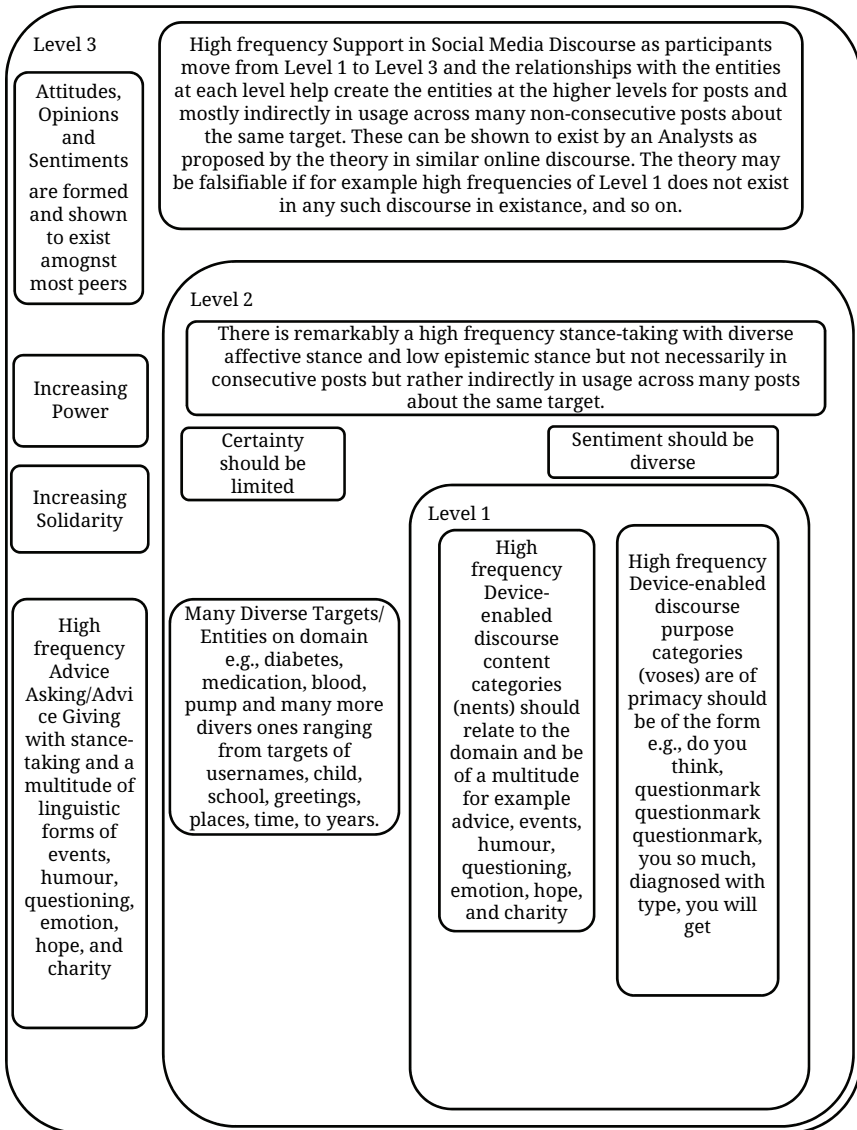 Level 3
High frequency Support in Social Media Discourse as participants
move from Level 1 to Level 3 and the relationships with the entities
at each level help create the entities at the higher levels for posts and
mostly indirectly in usage across many non-consecutive posts about
the same target. These can be shown to exist by an Analysts as
proposed by the theory in similar online discourse. The theory may
be falsifiable if for example high frequencies of Level 1 does not exist
in any such discourse in existance, and so on.
Attitudes,
Opinions
and
Sentiments
are formed
and shown
to exist
amognst
most peers
Increasing
Power
Increasing
Solidarity
High
frequency
Advice
Asking/Advi
ce Giving
with stance-
taking and a
multitude of
linguistic
forms of
events,
humour,
questioning,
emotion,
hope, and
charity
Level 2
There is remarkably a high frequency stance-taking with diverse
affective stance and low epistemic stance but not necessarily in
consecutive posts but rather indirectly in usage across many posts
about the same target.
Certainty
should be
limited
Sentiment should be
diverse
Many Diverse Targets/
Entities on domain
e.g., diabetes,
medication, blood,
pump and many more
divers ones ranging
from targets of
usernames, child,
school, greetings,
places, time, to years.
Level 1
High
frequency
Device-
enabled
discourse
content
categories
(nents) should
relate to the
domain and be
of a multitude
for example
advice, events,
humour,
questioning,
emotion, hope,
and charity
High frequency
Device-enabled
discourse
purpose
categories
(voses) are of
primacy should
be of the form
e.g., do you
think,
questionmark
questionmark
questionmark,
you so much,
diagnosed with
type, you will
get